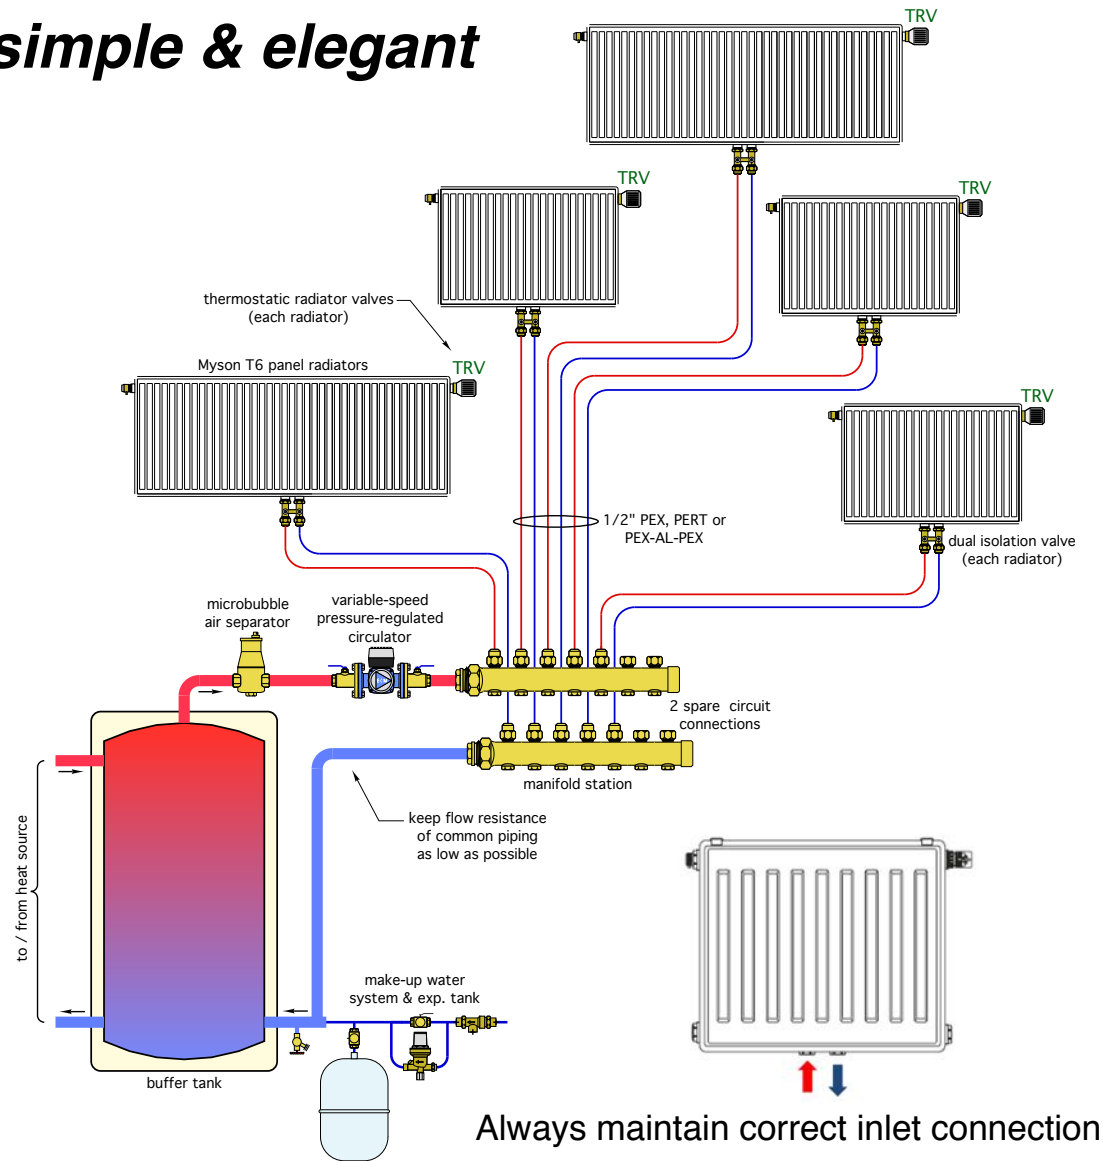 simple & elegant
TRV
TRV
TRV
thermostatic radiator valves
(each radiator)
Myson T6 panel radiators
TRV
TRV
1/2" PEX, PERT or
PEX-AL-PEX
dual isolation valve
(each radiator)
microbubble
air separator
variable-speed
pressure-regulated
circulator
2 spare circuit
connections
manifold station
keep flow resistance
of common piping
as low as possible
to / from heat source
make-up water
system & exp. tank
buffer tank
Always maintain correct inlet connection